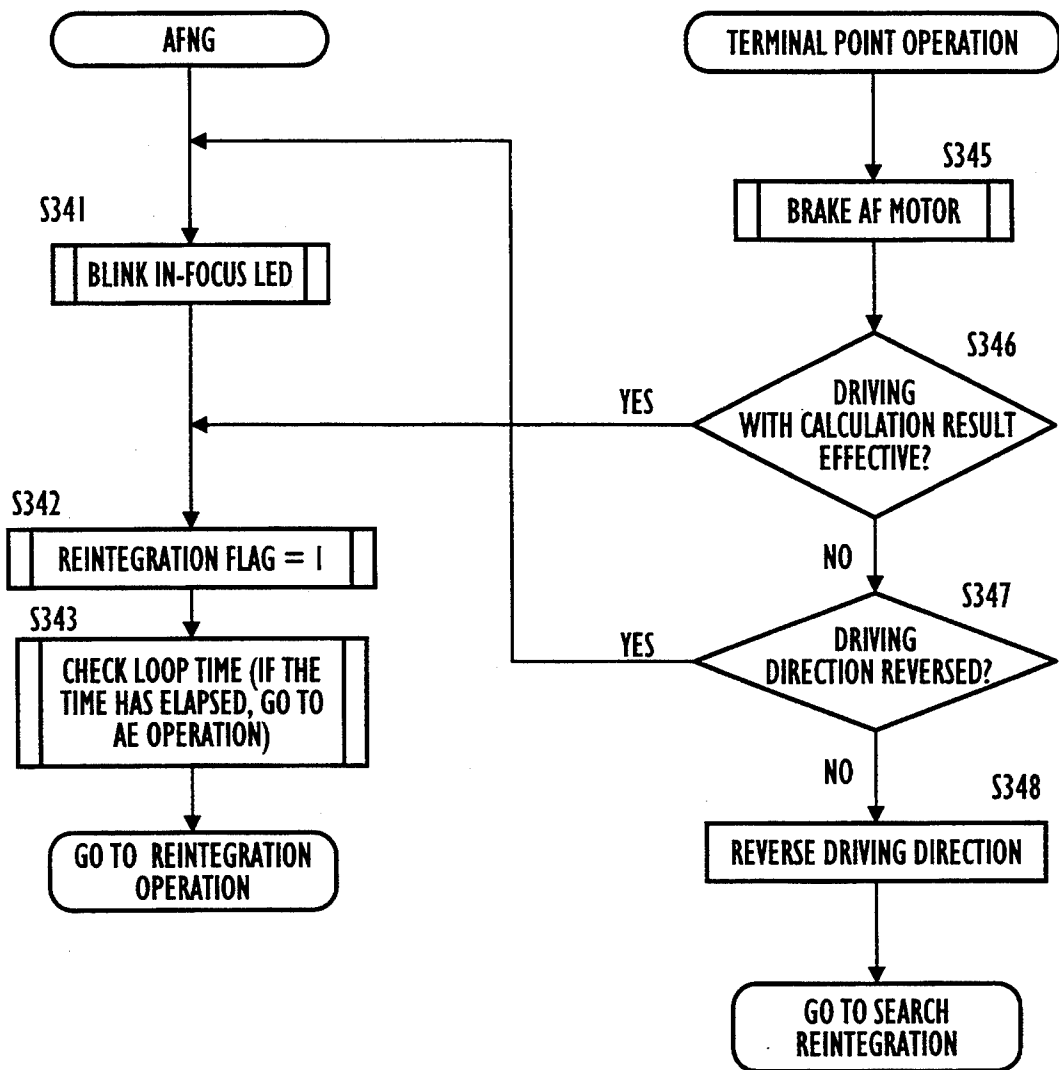 AFNG
S341
BLINK IN-FOCUS LED
S342
REINTEGRATION FLAG = 1
S343
CHECK LOOP TIME (IF THE
TIME HAS ELAPSED, GO TO
AE OPERATION)
GO TO REINTEGRATION
OPERATION
TERMINAL POINT OPERATION
S345
BRAKE AF MOTOR
S346
DRIVING
WITH CALCULATION RESULT
EFFECTIVE?
YES
NO
S347
DRIVING
DIRECTION REVERSED?
YES
NO
S348
REVERSE DRIVING DIRECTION
GO TO SEARCH
REINTEGRATION